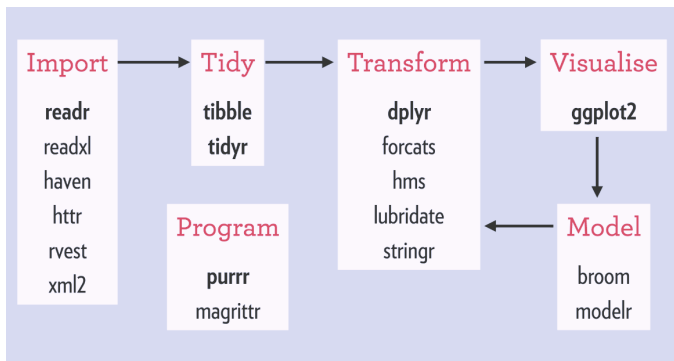 Import
readr
readxl
haven
httr
rvest
xml2
Tidy
tibble
tidyr
Program
purrr
magrittr
Transform
dplyr
forcats
hms
lubridate
stringr
Visualise
ggplot2
Model
broom
modelr